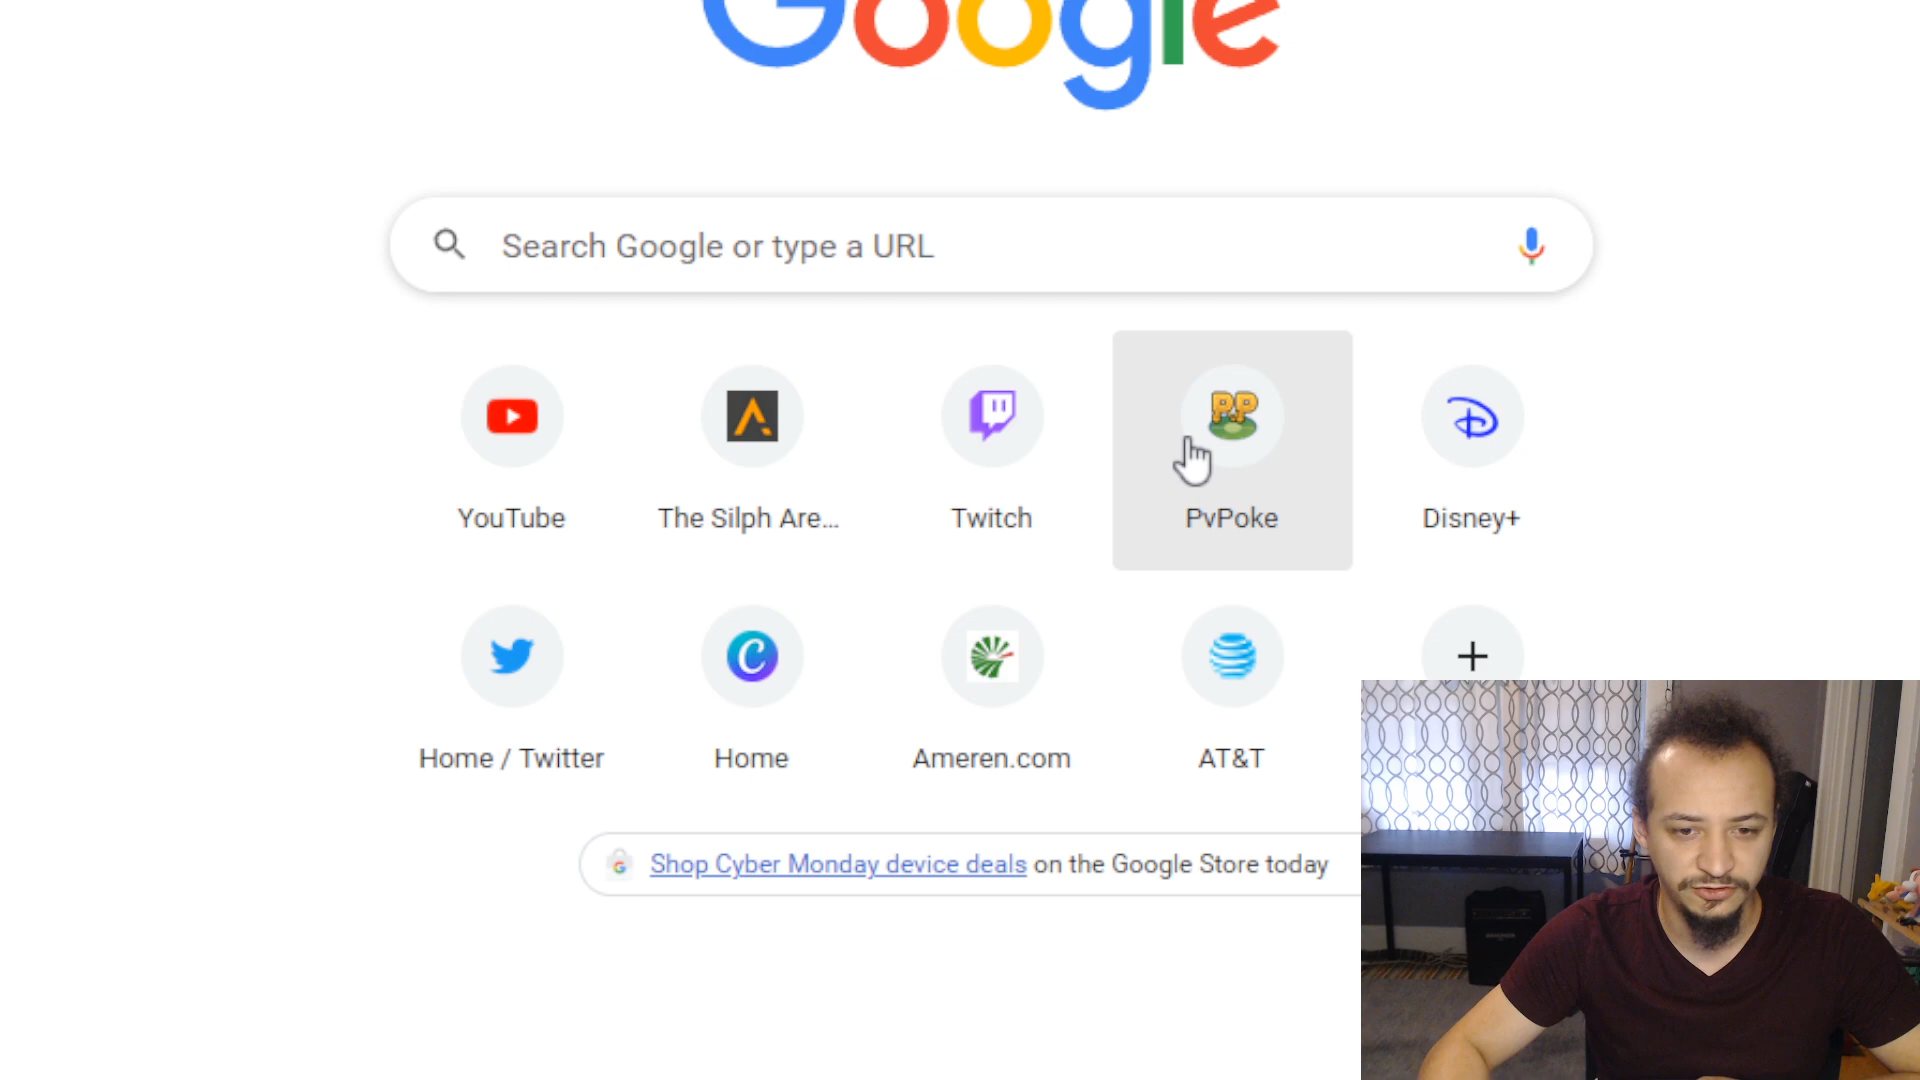 Google
Search Google or type a URL
YouTube
The Silph Are...
Twitch
PvPoke
Disney+
Home / Twitter
Home
Ameren.com
AT&T
Shop Cyber Monday device deals on the Google Store today